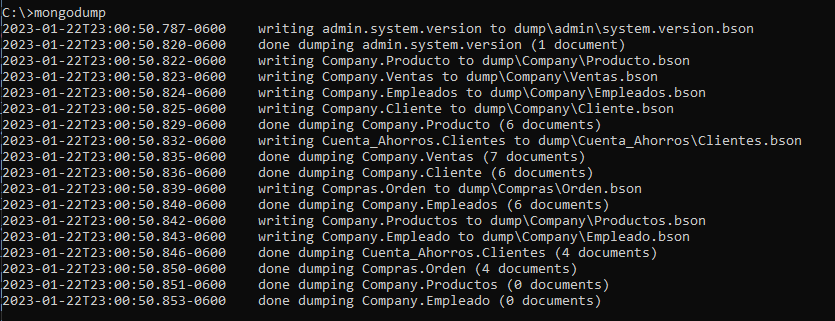 C:\>mongodump
2023-01-22T23:00:50.787-0600    writing admin.system.version to dump\admin\system.version.bson
2023-01-22T23:00:50.820-0600    done dumping admin.system.version (1 document)
2023-01-22T23:00:50.822-0600    writing Company.Producto to dump\Company\Producto.bson
2023-01-22T23:00:50.823-0600    writing Company.Ventas to dump\Company\Ventas.bson
2023-01-22T23:00:50.824-0600    writing Company.Empleados to dump\Company\Empleados.bson
2023-01-22T23:00:50.825-0600    writing Company.Cliente to dump\Company\Cliente.bson
2023-01-22T23:00:50.829-0600    done dumping Company.Producto (6 documents)
2023-01-22T23:00:50.832-0600    writing Cuenta_Ahorros.Clientes to dump\Cuenta_Ahorros\Clientes.bson
2023-01-22T23:00:50.835-0600    done dumping Company.Ventas (7 documents)
2023-01-22T23:00:50.836-0600    done dumping Company.Cliente (6 documents)
2023-01-22T23:00:50.839-0600    writing Compras.Orden to dump\Compras\Orden.bson
2023-01-22T23:00:50.840-0600    done dumping Company.Empleados (6 documents)
2023-01-22T23:00:50.842-0600    writing Company.Productos to dump\Company\Productos.bson
2023-01-22T23:00:50.843-0600    writing Company.Empleado to dump\Company\Empleado.bson
2023-01-22T23:00:50.846-0600    done dumping Cuenta_Ahorros.Clientes (4 documents)
2023-01-22T23:00:50.850-0600    done dumping Compras.Orden (4 documents)
2023-01-22T23:00:50.851-0600    done dumping Company.Productos (0 documents)
2023-01-22T23:00:50.853-0600    done dumping Company.Empleado (0 documents)